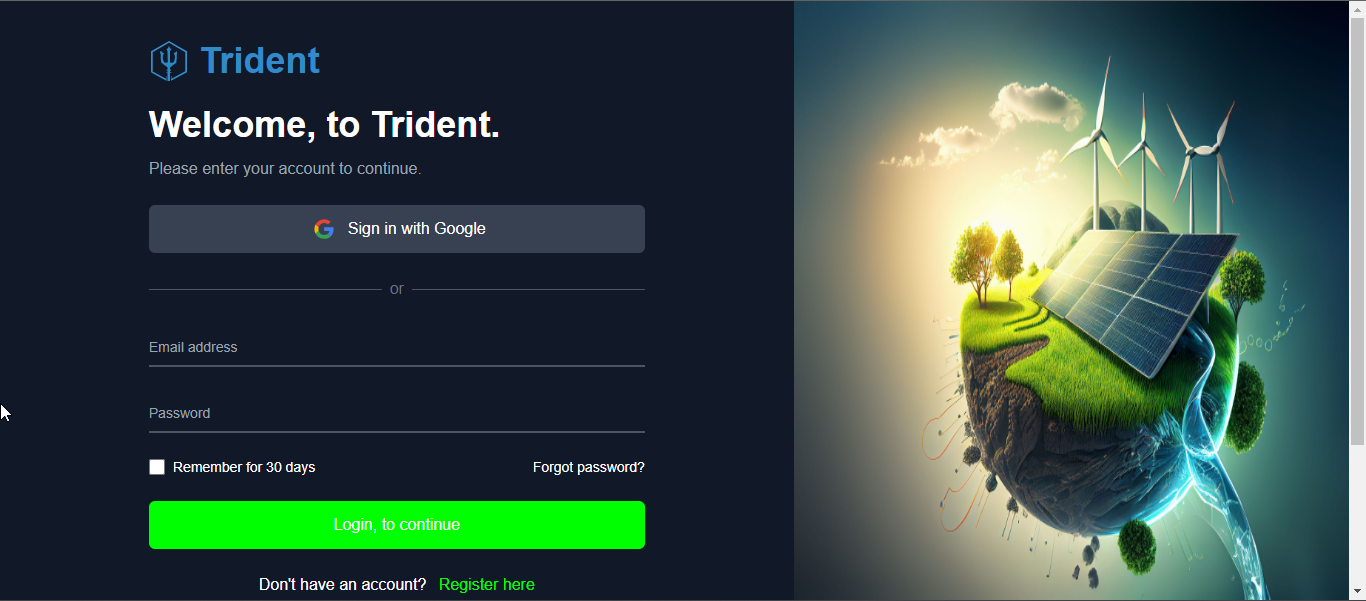 Trident
Welcome, to Trident.
Please enter your account to continue.
Sign in with Google
or
Email address
Password
Remember for 30 days Forgot password?
Login, to continue
Don't have an account? Register here